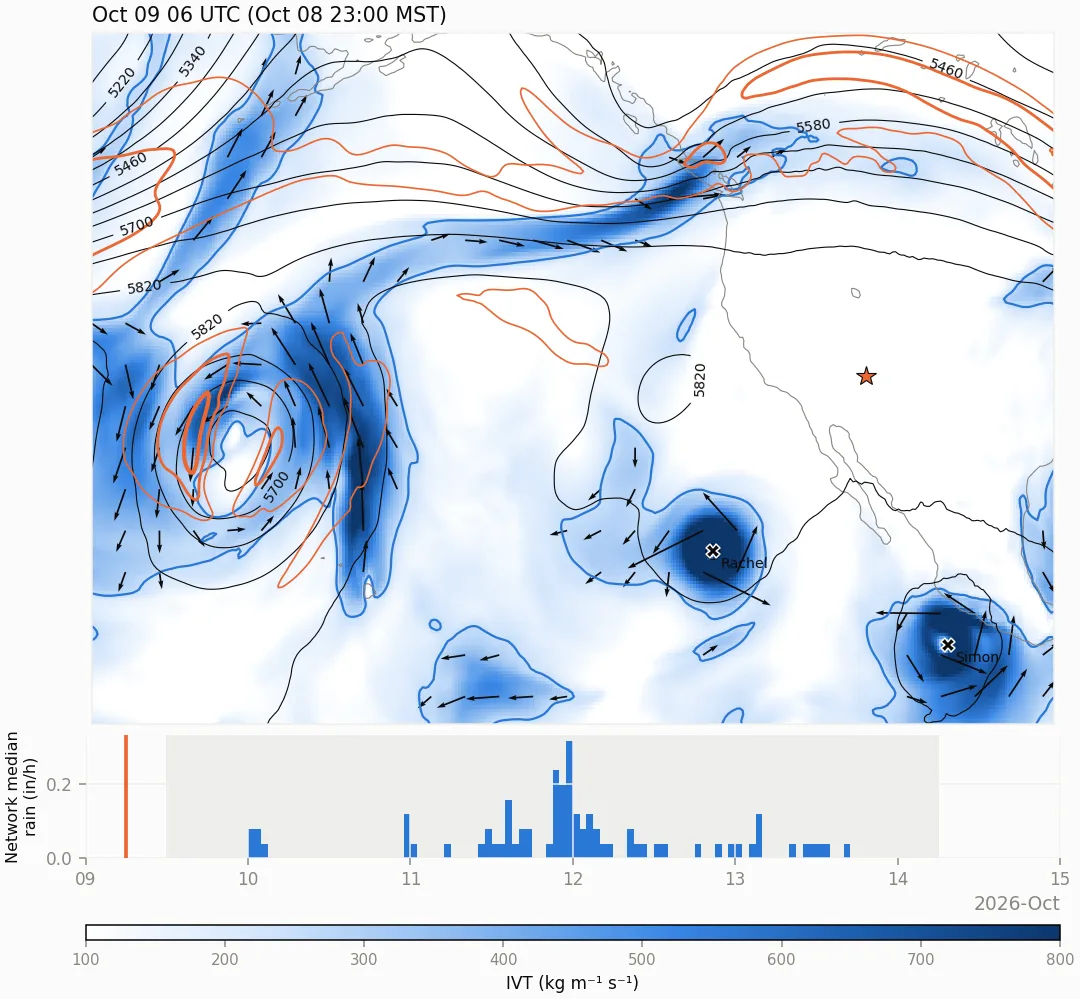 Oct 09 06 UTC (Oct 08 23:00 MST)
5220
5340
5460
5580
5460
5700
5820
5820
5820
5700
Rachel
Simon
Network median
rain (in/h)
0.2
0.0
09 10 11 12 13 14 15
2026-Oct
100 200 300 400 500 600 700 800
IVT (kg m⁻¹ s⁻¹)